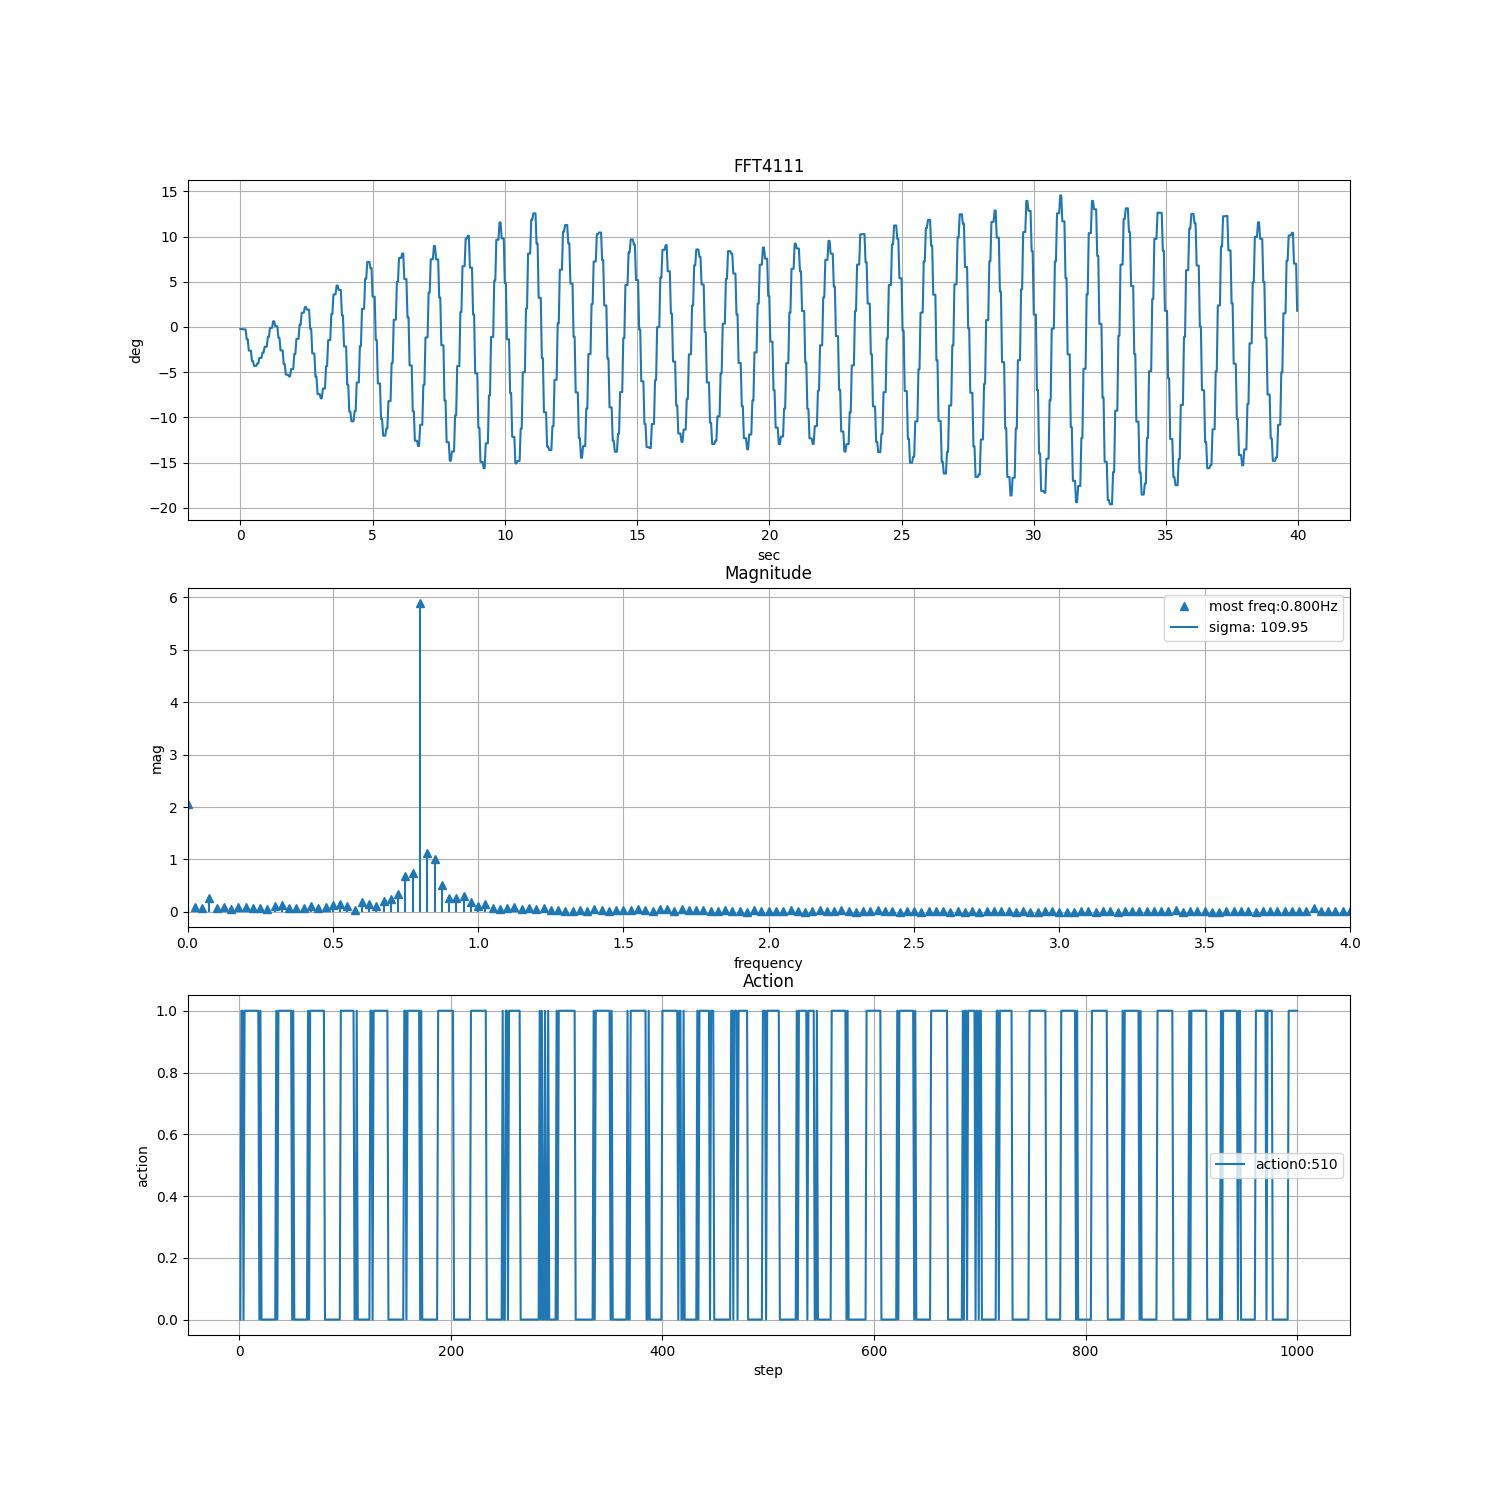 FFT4111
15
10
5
0
−5
−10
−15
−20
deg
0 5 10 15 20 25 30 35 40
sec
Magnitude
6
5
4
3
2
1
0
mag
most freq:0.800Hz
sigma: 109.95
0.0 0.5 1.0 1.5 2.0 2.5 3.0 3.5 4.0
frequency
Action
1.0
0.8
0.6
0.4
0.2
0.0
action
action0:510
0 200 400 600 800 1000
step